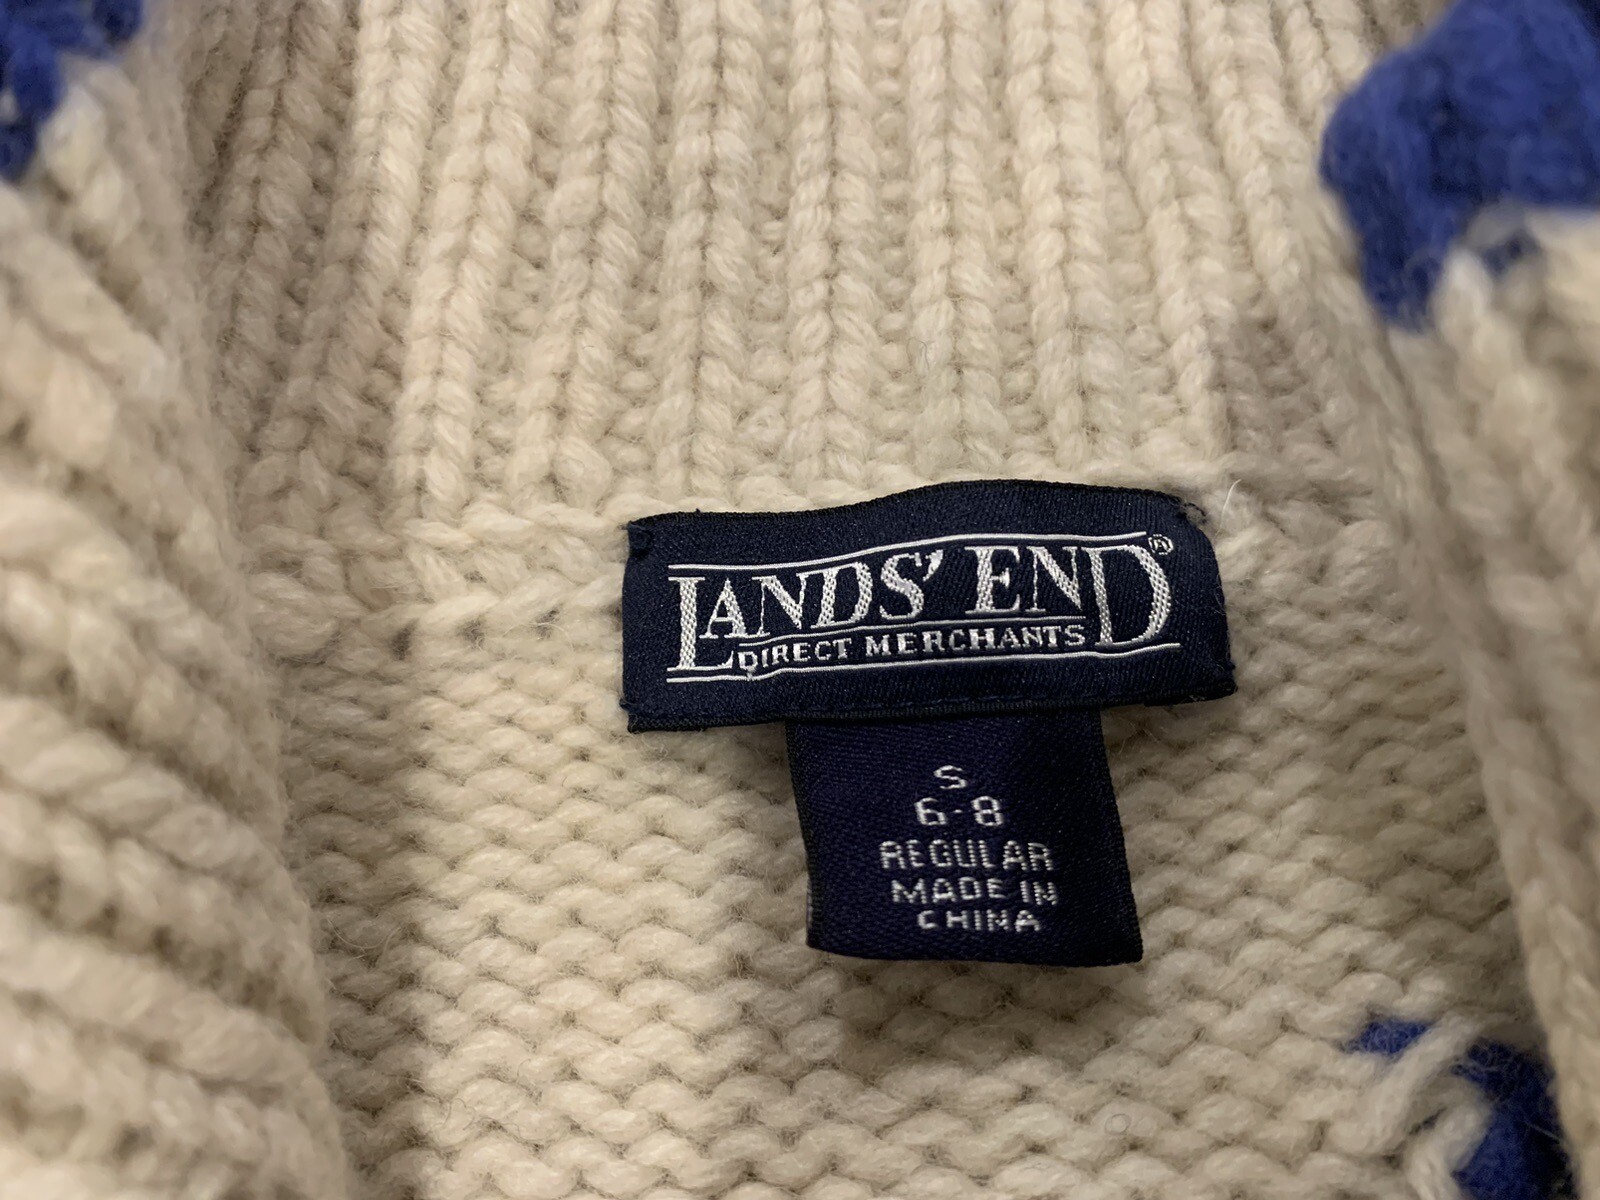 LANDS' END®
DIRECT MERCHANTS
S
6-8
REGULAR
MADE IN
CHINA